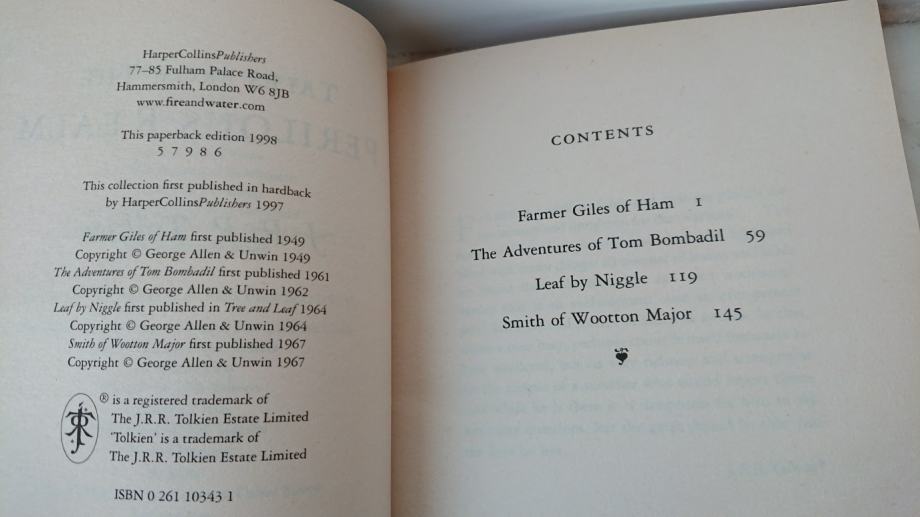 HarperCollinsPublishers
77–85 Fulham Palace Road,
Hammersmith, London W6 8JB
www.fireandwater.com
This paperback edition 1998
5 7 9 8 6
This collection first published in hardback
by HarperCollinsPublishers 1997
Farmer Giles of Ham first published 1949
Copyright © George Allen & Unwin 1949
The Adventures of Tom Bombadil first published 1961
Copyright © George Allen & Unwin 1962
Leaf by Niggle first published in Tree and Leaf 1964
Copyright © George Allen & Unwin 1964
Smith of Wootton Major first published 1967
Copyright © George Allen & Unwin 1967
® is a registered trademark of
The J.R.R. Tolkien Estate Limited
'Tolkien' is a trademark of
The J.R.R. Tolkien Estate Limited
ISBN 0 261 10343 1
CONTENTS
Farmer Giles of Ham 1
The Adventures of Tom Bombadil 59
Leaf by Niggle 119
Smith of Wootton Major 145